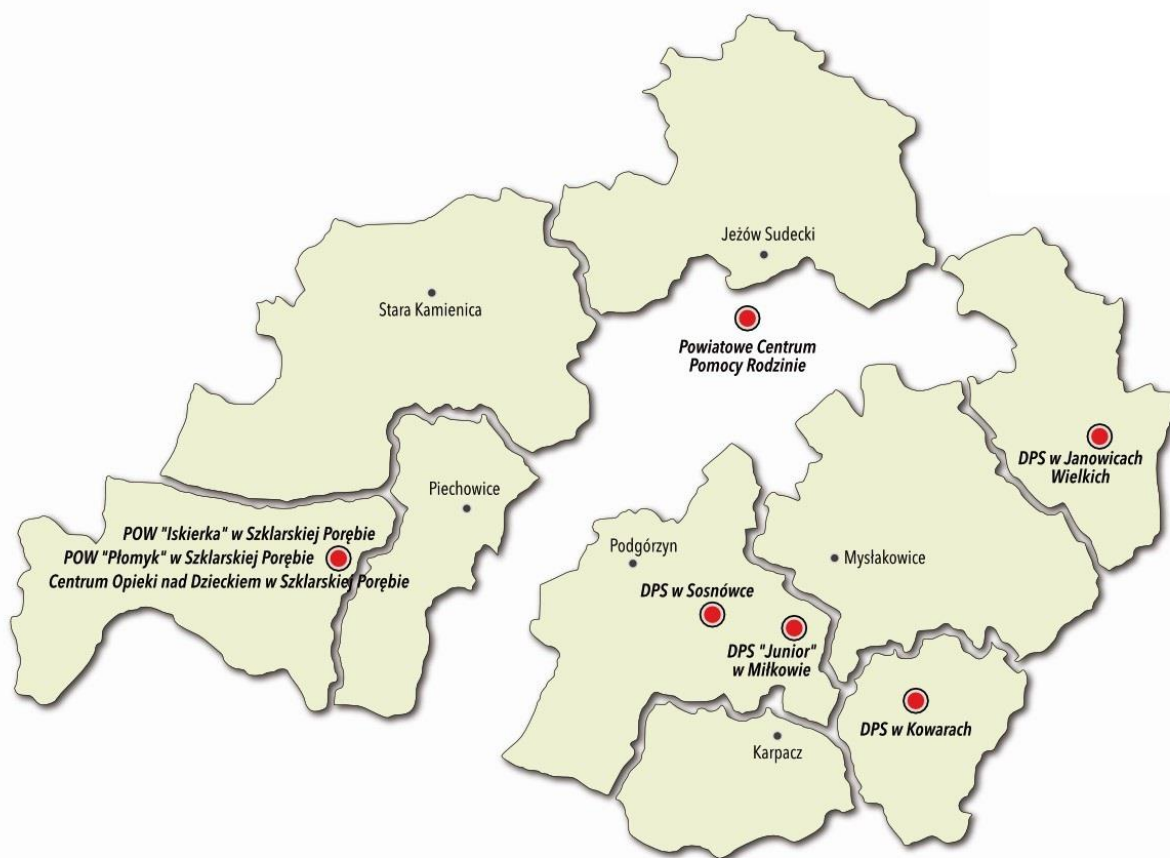 Jeżów Sudecki
Stara Kamienica
Powiatowe Centrum
Pomocy Rodzinie
DPS w Janowicach
Wielkich
Piechowice
POW "Iskierka" w Szklarskiej Porębie
POW "Płomyk" w Szklarskiej Porębie
Centrum Opieki nad Dzieckiem w Szklarskiej Porębie
Podgórzyn
Mysłakowice
DPS w Sosnówce
DPS "Junior"
w Miłkowie
DPS w Kowarach
Karpacz